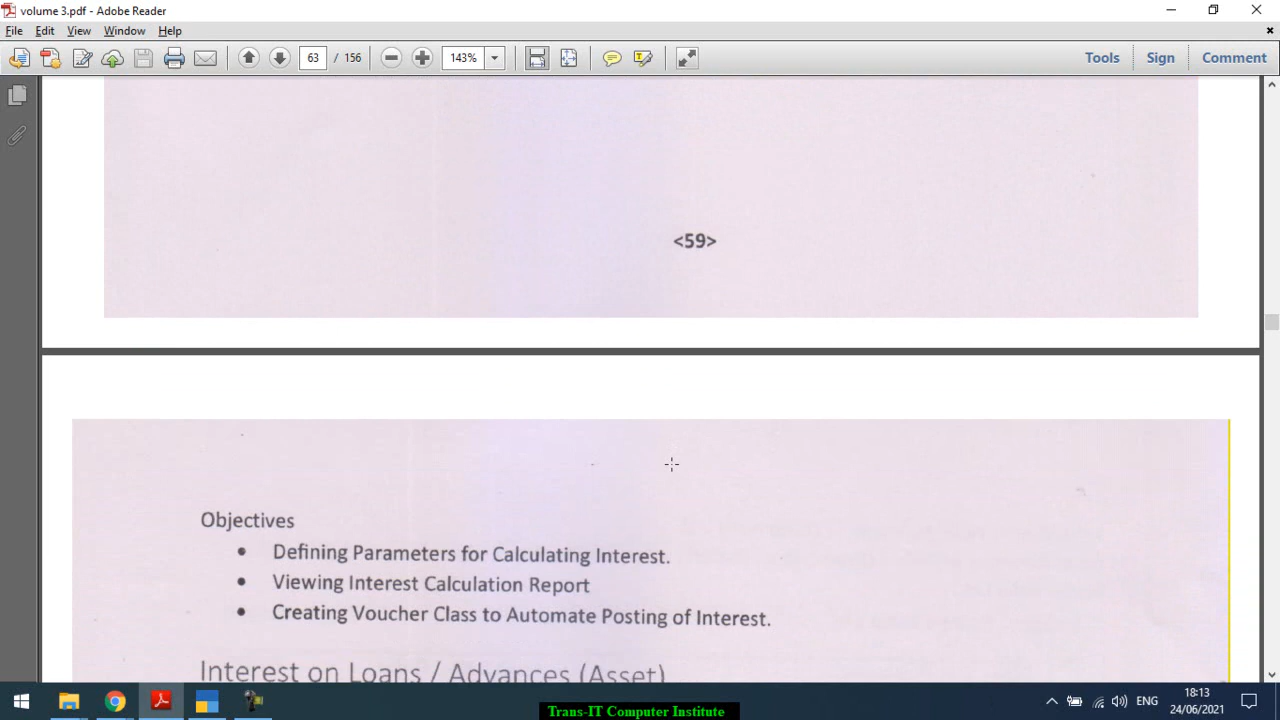 volume 3.pdf - Adobe Reader
File Edit View Window Help
63 / 156 143% Tools Sign Comment
<59>
Objectives
• Defining Parameters for Calculating Interest.
• Viewing Interest Calculation Report
• Creating Voucher Class to Automate Posting of Interest.
Interest on Loans / Advances (Asset)
ENG
18:13
24/06/2021
Trans-IT Computer Institute